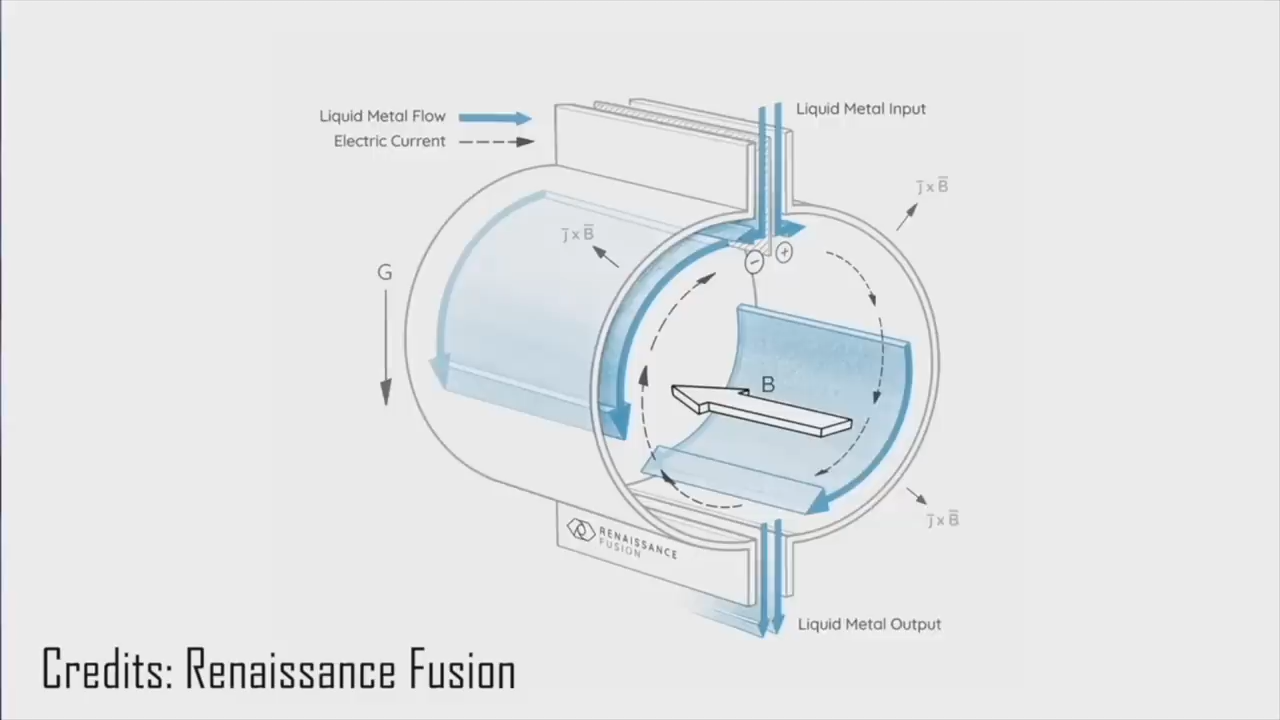 Liquid Metal Flow
Electric Current
Liquid Metal Input
j̅ x B̅
j̅ x B̅
G
−
+
B
j̅ x B̅
RENAISSANCE
FUSION
Liquid Metal Output
Credits: Renaissance Fusion